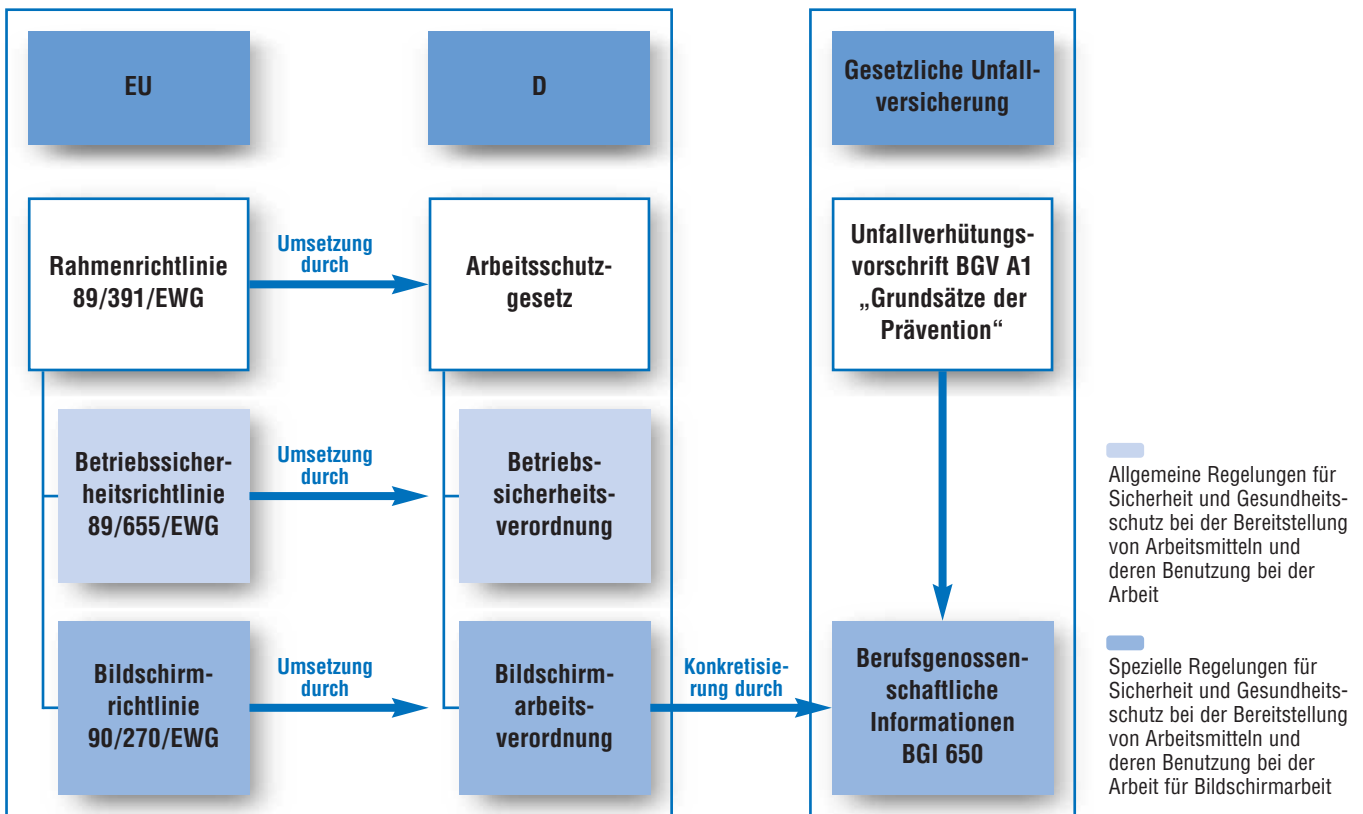 EU
D
Gesetzliche Unfall-
versicherung
Rahmenrichtlinie
89/391/EWG
Umsetzung
durch
Arbeitsschutz-
gesetz
Unfallverhütungs-
vorschrift BGV A1
„Grundsätze der
Prävention“
Betriebssicher-
heitsrichtlinie
89/655/EWG
Umsetzung
durch
Betriebs-
sicherheits-
verordnung
Bildschirm-
richtlinie
90/270/EWG
Umsetzung
durch
Bildschirm-
arbeits-
verordnung
Konkretisie-
rung durch
Berufsgenossen-
schaftliche
Informationen
BGI 650
Allgemeine Regelungen für
Sicherheit und Gesundheits-
schutz bei der Bereitstellung
von Arbeitsmitteln und
deren Benutzung bei der
Arbeit
Spezielle Regelungen für
Sicherheit und Gesundheits-
schutz bei der Bereitstellung
von Arbeitsmitteln und
deren Benutzung bei der
Arbeit für Bildschirmarbeit